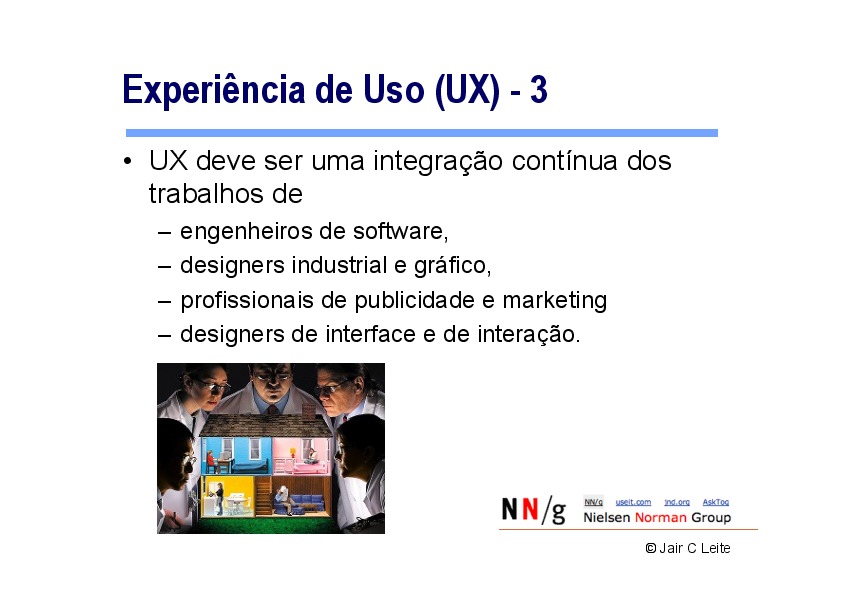 Experiência de Uso (UX) - 3
• UX deve ser uma integração contínua dos
trabalhos de
– engenheiros de software,
– designers industrial e gráfico,
– profissionais de publicidade e marketing
– designers de interface e de interação.
NN/g useit.com jnd.org AskTog
NN/g Nielsen Norman Group
© Jair C Leite